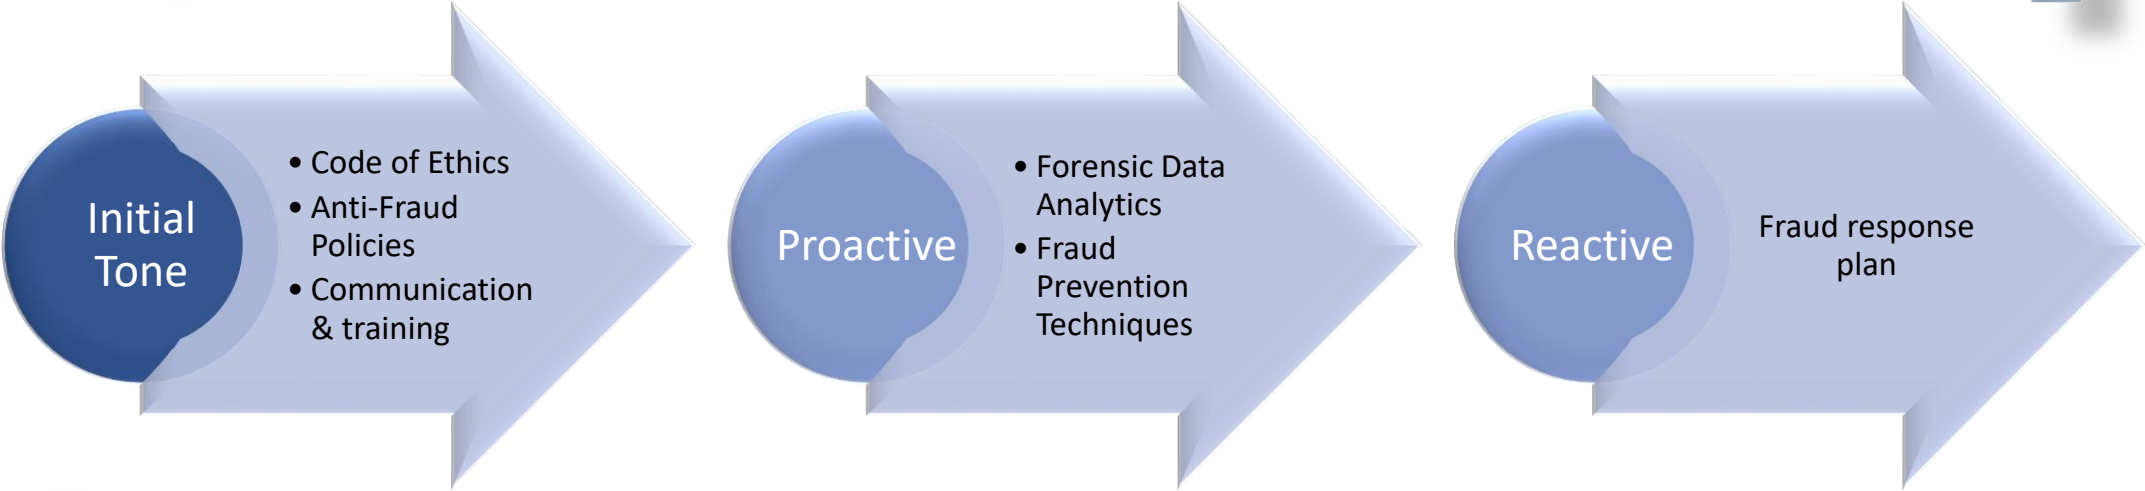 Initial
Tone
• Code of Ethics
• Anti-Fraud
Policies
• Communication
& training
Proactive
• Forensic Data
Analytics
• Fraud
Prevention
Techniques
Reactive
Fraud response
plan